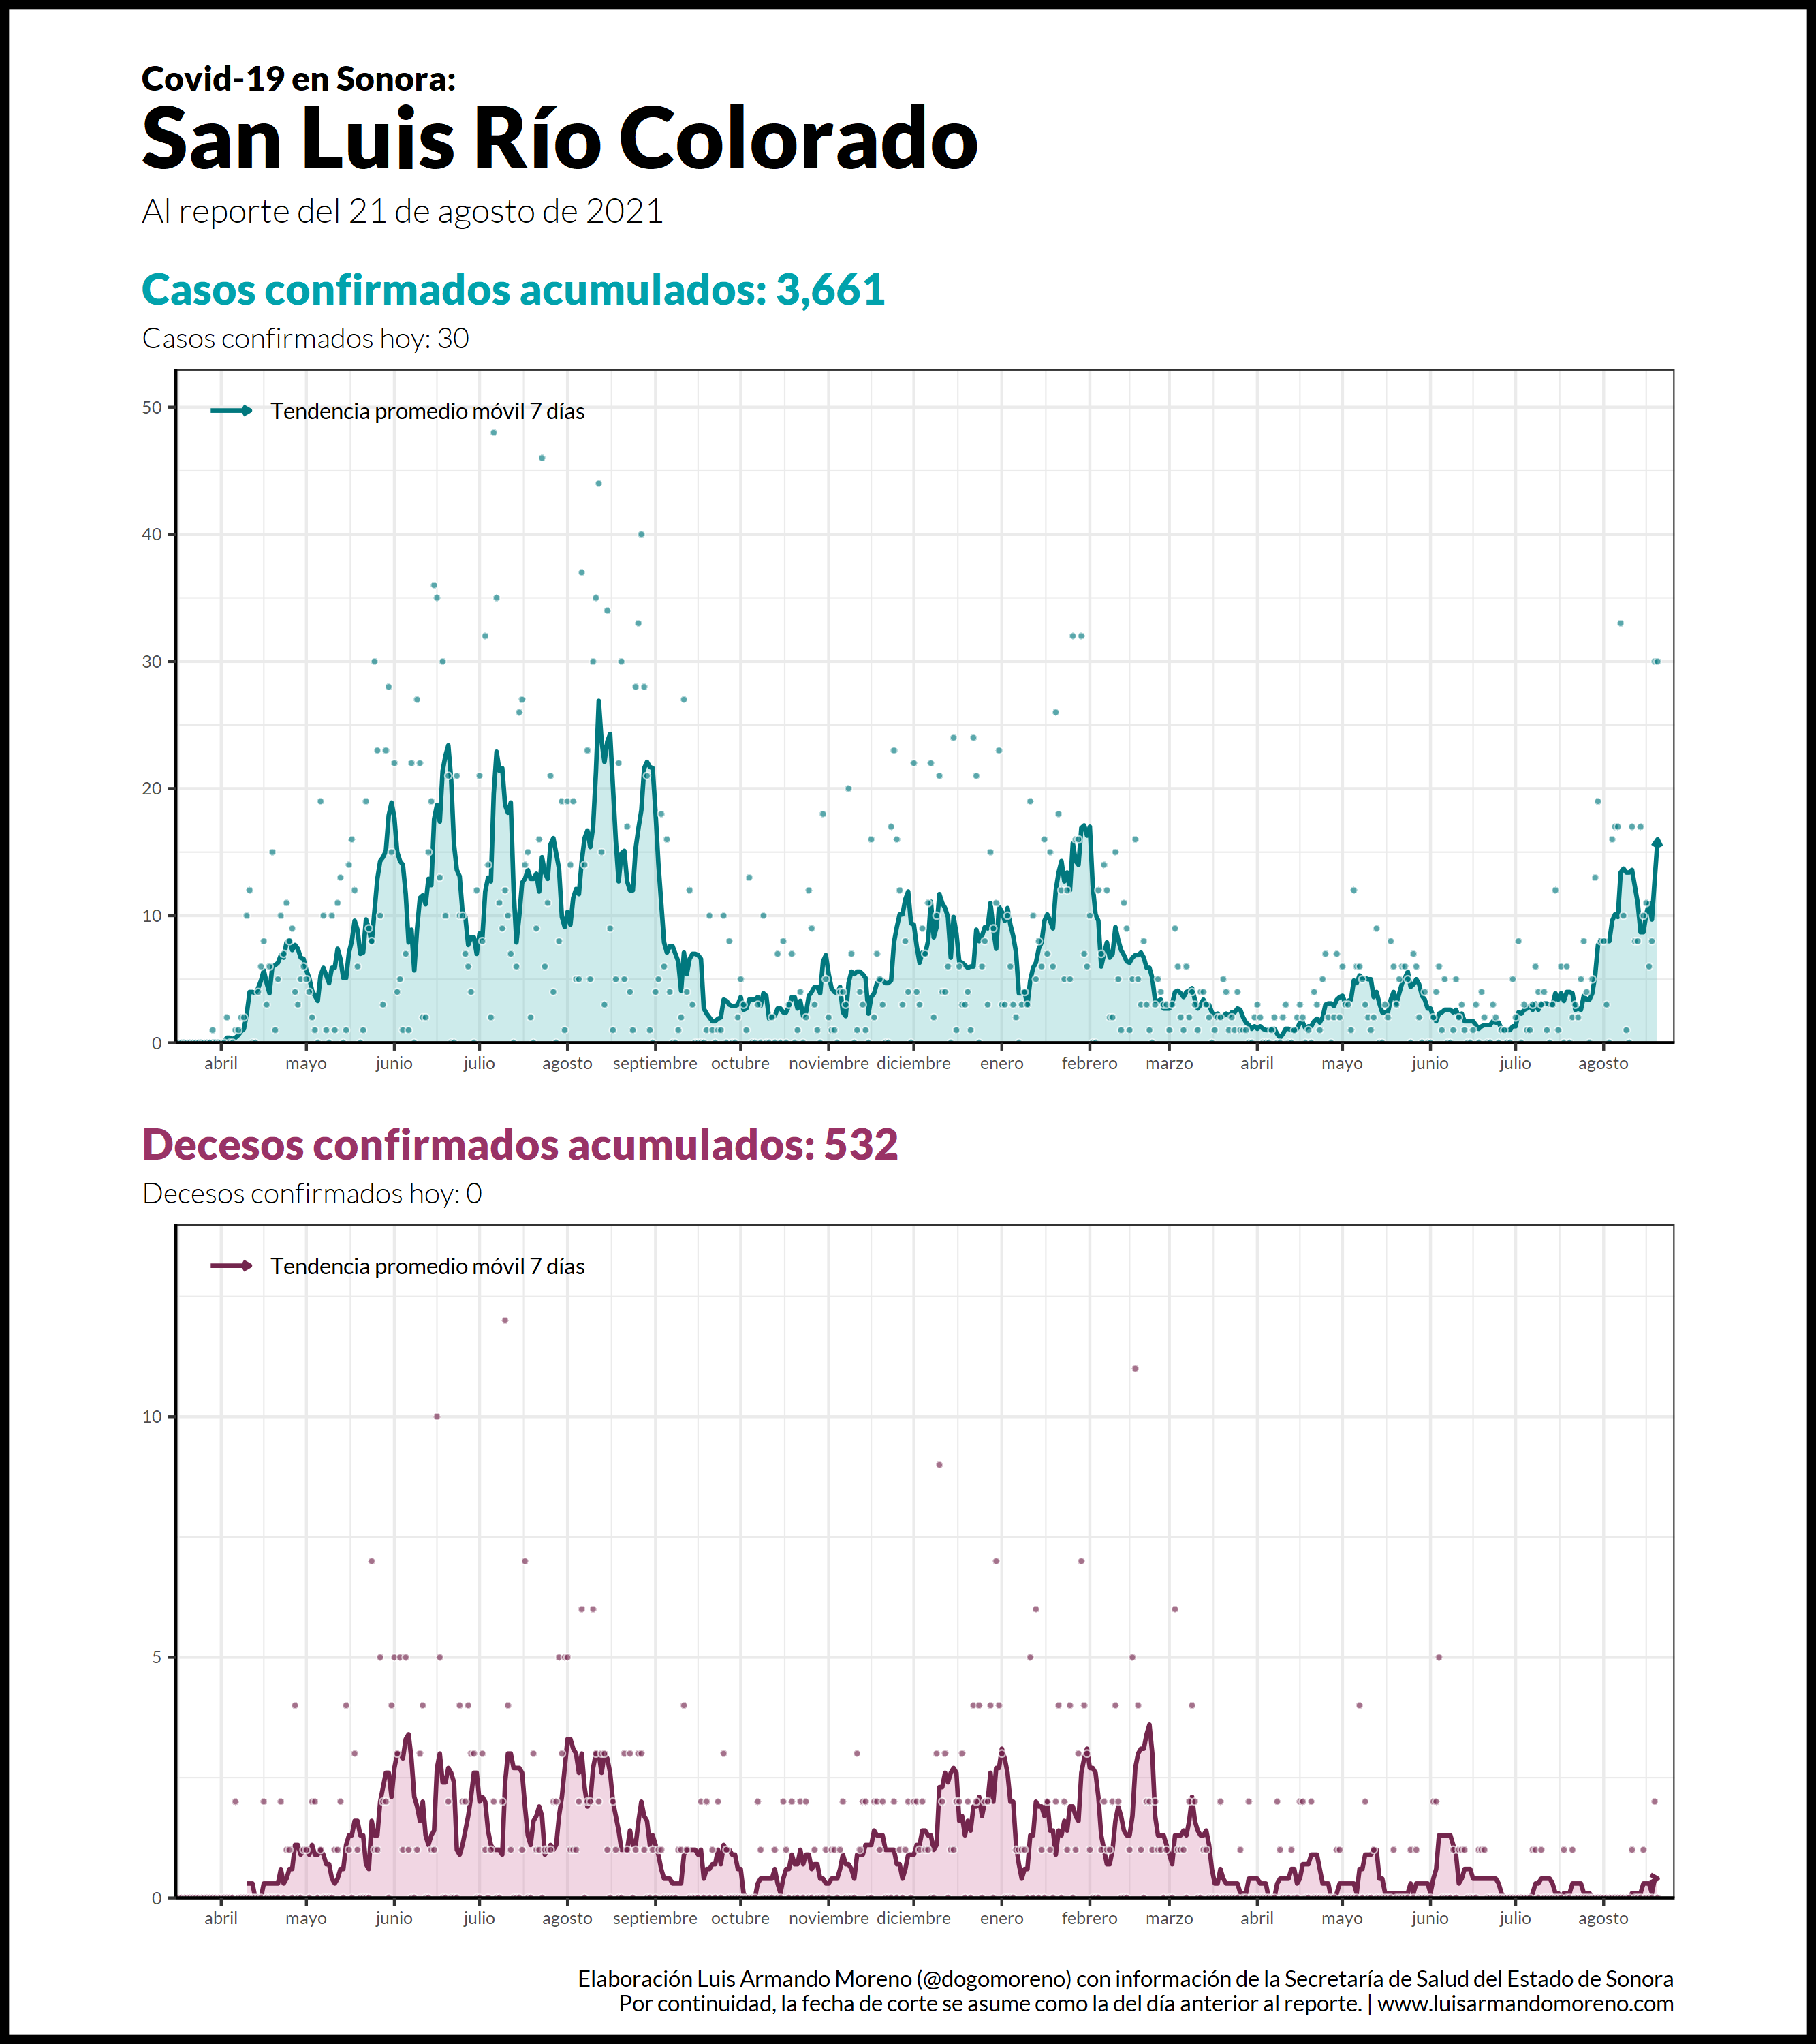 Covid-19 en Sonora:
San Luis Río Colorado
Al reporte del 21 de agosto de 2021
Casos confirmados acumulados: 3,661
Casos confirmados hoy: 30
Tendencia promedio móvil 7 días
50
40
30
20
10
0
abril mayo junio julio agosto septiembre octubre noviembre diciembre enero febrero marzo abril mayo junio julio agosto
Decesos confirmados acumulados: 532
Decesos confirmados hoy: 0
Tendencia promedio móvil 7 días
10
5
0
abril mayo junio julio agosto septiembre octubre noviembre diciembre enero febrero marzo abril mayo junio julio agosto
Elaboración Luis Armando Moreno (@dogomoreno) con información de la Secretaría de Salud del Estado de Sonora
Por continuidad, la fecha de corte se asume como la del día anterior al reporte. | www.luisarmandomoreno.com